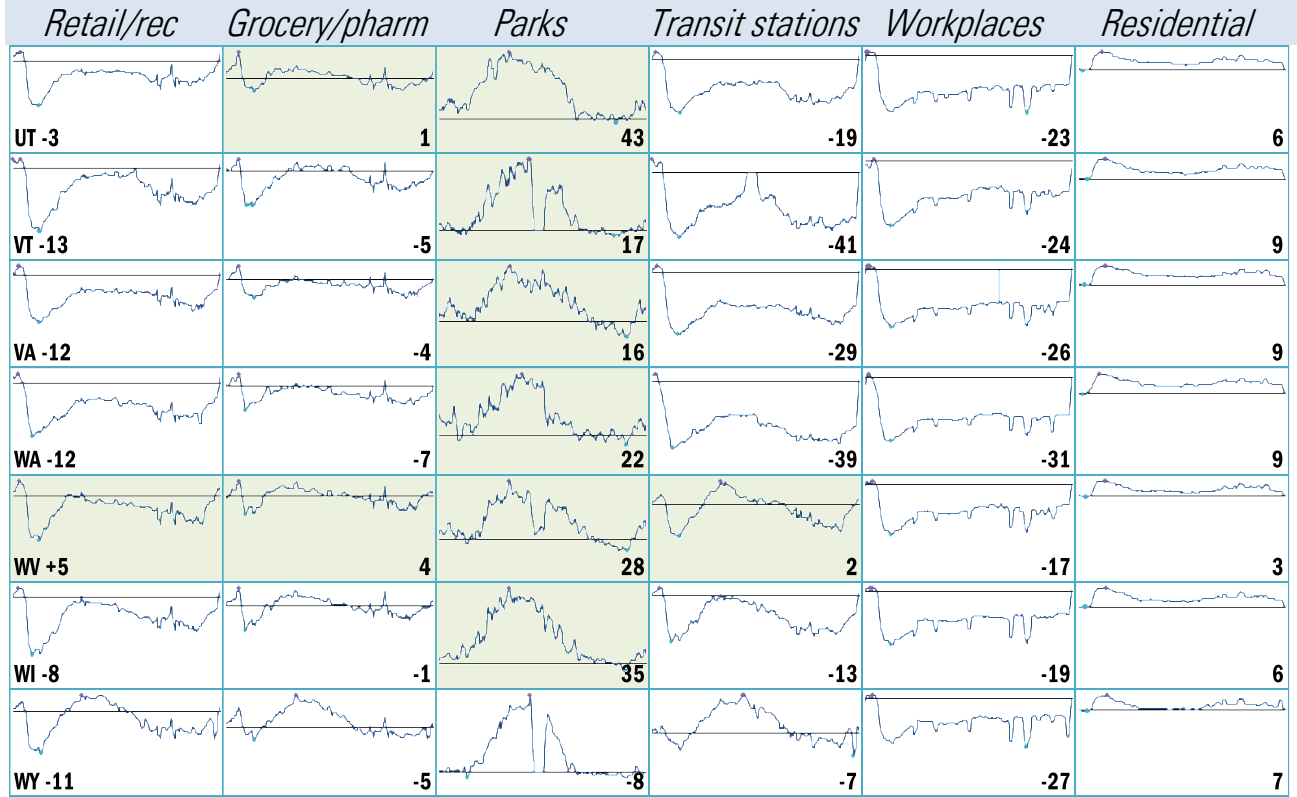 Retail/rec Grocery/pharm Parks Transit stations Workplaces Residential
UT -3 1 43 -19 -23 6
VT -13 -5 17 -41 -24 9
VA -12 -4 16 -29 -26 9
WA -12 -7 22 -39 -31 9
WV +5 4 28 2 -17 3
WI -8 -1 35 -13 -19 6
WY -11 -5 -8 -7 -27 7